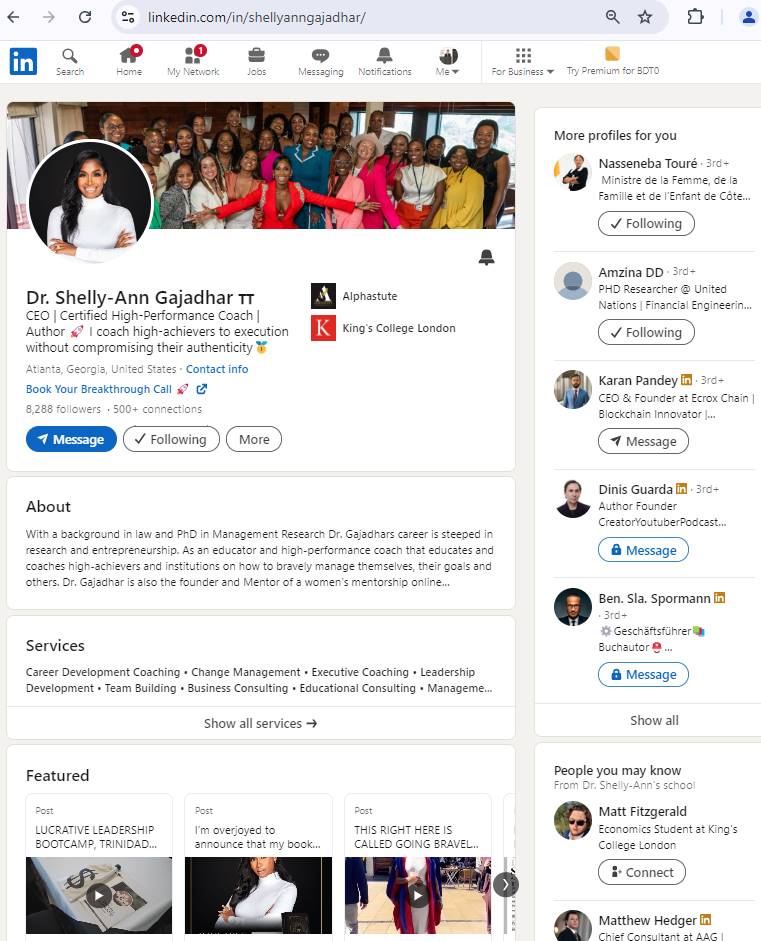 linkedin.com/in/shellyanngajadhar/
in
Search
Home
1
My Network
Jobs
Messaging
Notifications
Me
For Business
Try Premium for BDT0
Dr. Shelly-Ann Gajadhar ㅠ
CEO | Certified High-Performance Coach |
Author 🚀 I coach high-achievers to execution
without compromising their authenticity🥇
Atlanta, Georgia, United States · Contact info
Book Your Breakthrough Call 🚀
8,288 followers · 500+ connections
Message
Following
More
Alphastute
K
King's College London
About
With a background in law and PhD in Management Research Dr. Gajadhars career is steeped in
research and entrepreneurship. As an educator and high-performance coach that educates and
coaches high-achievers and institutions on how to bravely manage themselves, their goals and
others. Dr. Gajadhar is also the founder and Mentor of a women's mentorship online...
Services
Career Development Coaching • Change Management • Executive Coaching • Leadership
Development • Team Building • Business Consulting • Educational Consulting • Manageme...
Show all services →
Featured
Post
LUCRATIVE LEADERSHIP
BOOTCAMP, TRINIDAD...
Post
I'm overjoyed to
announce that my book...
Post
THIS RIGHT HERE IS
CALLED GOING BRAVEL...
More profiles for you
Nasseneba Touré · 3rd+
Ministre de la Femme, de la
Famille et de l'Enfant de Côte...
Following
Amzina DD · 3rd+
PHD Researcher @ United
Nations | Financial Engineerin...
Following
Karan Pandey in · 3rd+
CEO & Founder at Ecrox Chain |
Blockchain Innovator |...
Message
Dinis Guarda in · 3rd+
Author Founder
CreatorYoutuberPodcast...
Message
Ben. Sla. Spormann in
· 3rd+
⚙️Geschäftsführer📚
Buchautor⛑️...
Message
Show all
People you may know
From Dr. Shelly-Ann's school
Matt Fitzgerald
Economics Student at King's
College London
Connect
Matthew Hedger in
Chief Consultant at AAG |